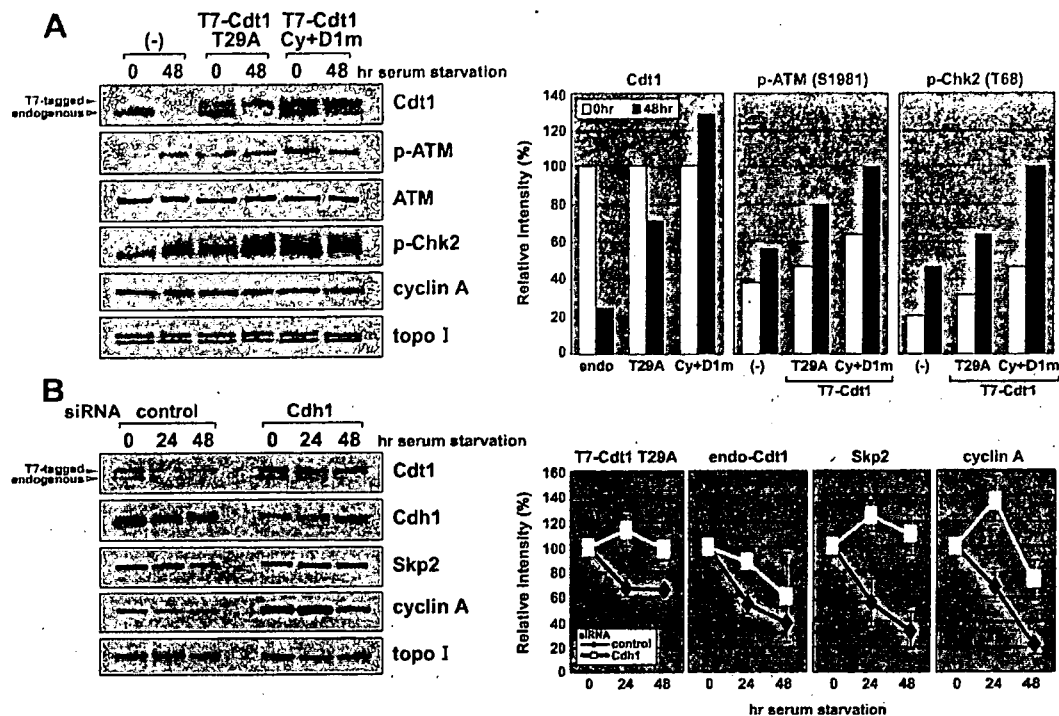 A
(-)
T7-Cdt1 T29A
T7-Cdt1 Cy+D1m
0 48 0 48 0 48 hr serum starvation
T7-tagged
endogenous
Cdt1
p-ATM
ATM
p-Chk2
cyclin A
topo I
Cdt1 p-ATM (S1981) p-Chk2 (T68)
0hr 48hr
Relative Intensity (%)
140
120
100
80
60
40
20
0
endo T29A Cy+D1m (-) T29A Cy+D1m (-) T29A Cy+D1m
T7-Cdt1 T7-Cdt1
B
siRNA control Cdh1
0 24 48 0 24 48 hr serum starvation
T7-tagged
endogenous
Cdt1
Cdh1
Skp2
cyclin A
topo I
T7-Cdt1 T29A endo-Cdt1 Skp2 cyclin A
Relative Intensity (%)
160
140
120
100
80
60
40
20
0
siRNA
control
Cdh1
0 24 48 0 24 48 0 24 48 0 24 48
hr serum starvation